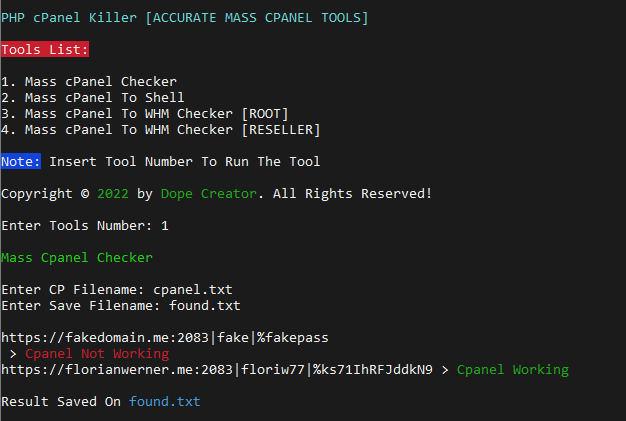 PHP cPanel Killer [ACCURATE MASS CPANEL TOOLS]
Tools List:
1. Mass cPanel Checker
2. Mass cPanel To Shell
3. Mass cPanel To WHM Checker [ROOT]
4. Mass cPanel To WHM Checker [RESELLER]
Note: Insert Tool Number To Run The Tool
Copyright © 2022 by Dope Creator. All Rights Reserved!
Enter Tools Number: 1
Mass Cpanel Checker
Enter CP Filename: cpanel.txt
Enter Save Filename: found.txt
https://fakedomain.me:2083|fake|%fakepass
> Cpanel Not Working
https://florianwerner.me:2083|floriw77|%ks71IhRFJddkN9 > Cpanel Working
Result Saved On found.txt